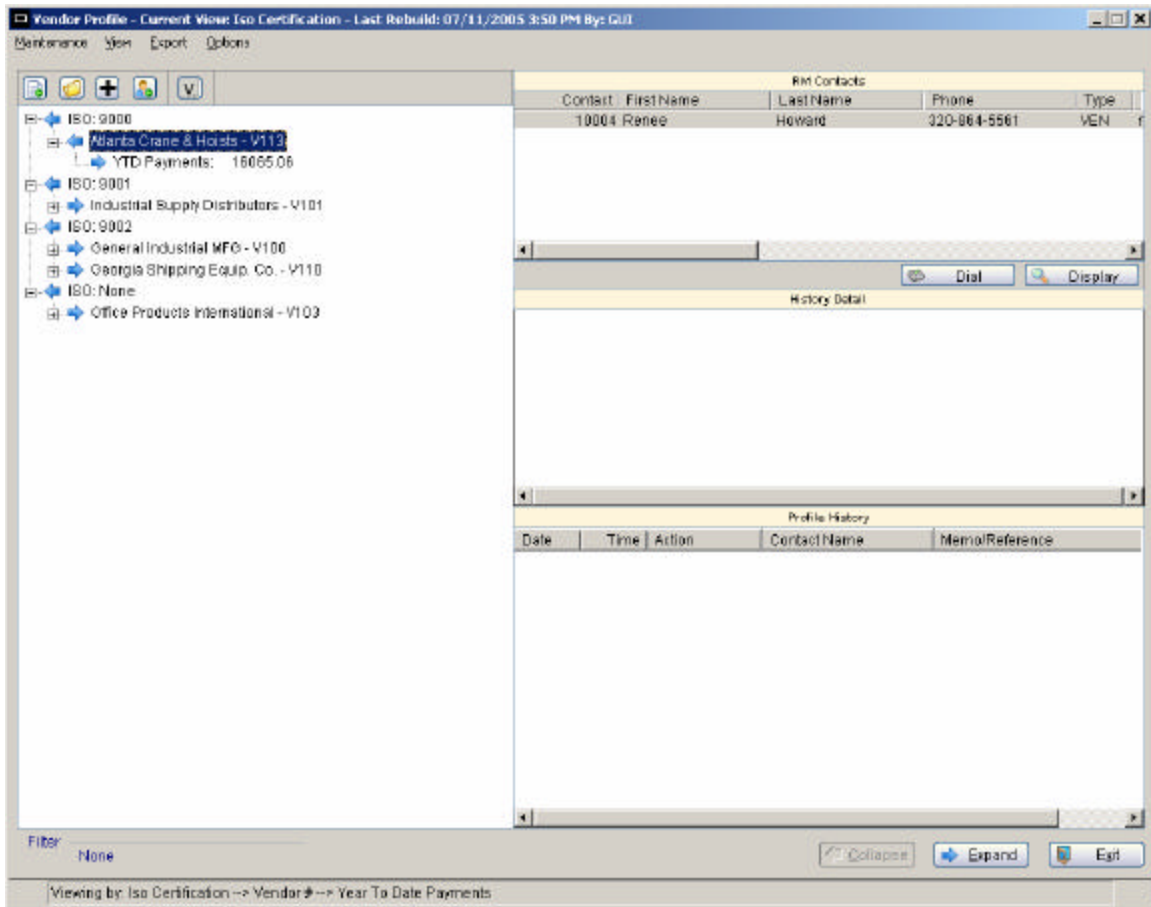 Vendor Profile - Current View: Iso Certification - Last Rebuild: 07/11/2005 3:50 PM By: GUI
Maintenance View Export Options
V
ISO: 9000
Atlanta Crane & Hoists - V113
YTD Payments: 16065.06
ISO: 9001
Industrial Supply Distributors - V101
ISO: 9002
General Industrial MFG - V100
Georgia Shipping Equip. Co. - V110
ISO: None
Office Products International - V103
RM Contacts
Contact First Name Last Name Phone Type
10004 Renee Howard 320-864-5561 VEN
Dial Display
History Detail
Profile History
Date Time Action Contact Name Memo/Reference
Filter
None
Collapse Expand Exit
Viewing by: Iso Certification --> Vendor # --> Year To Date Payments